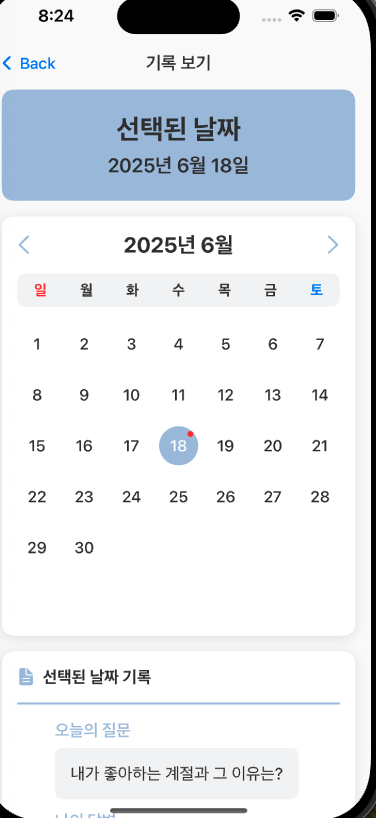 8:24
Back
기록 보기
선택된 날짜
2025년 6월 18일
2025년 6월
일 월 화 수 목 금 토
1 2 3 4 5 6 7
8 9 10 11 12 13 14
15 16 17 18 19 20 21
22 23 24 25 26 27 28
29 30
선택된 날짜 기록
오늘의 질문
내가 좋아하는 계절과 그 이유는?